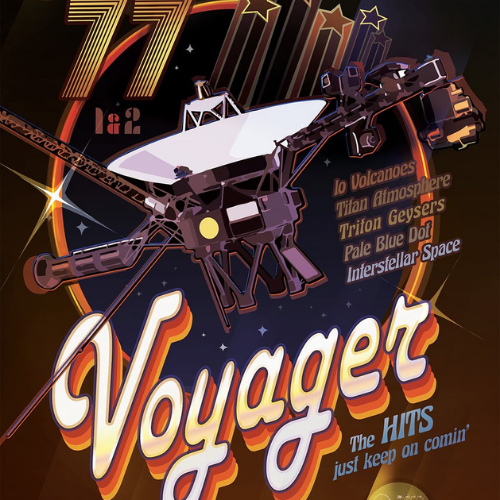 77
1&2
Io Volcanoes
Titan Atmosphere
Triton Geysers
Pale Blue Dot
Interstellar Space
Voyager
The HITS
just keep on comin'